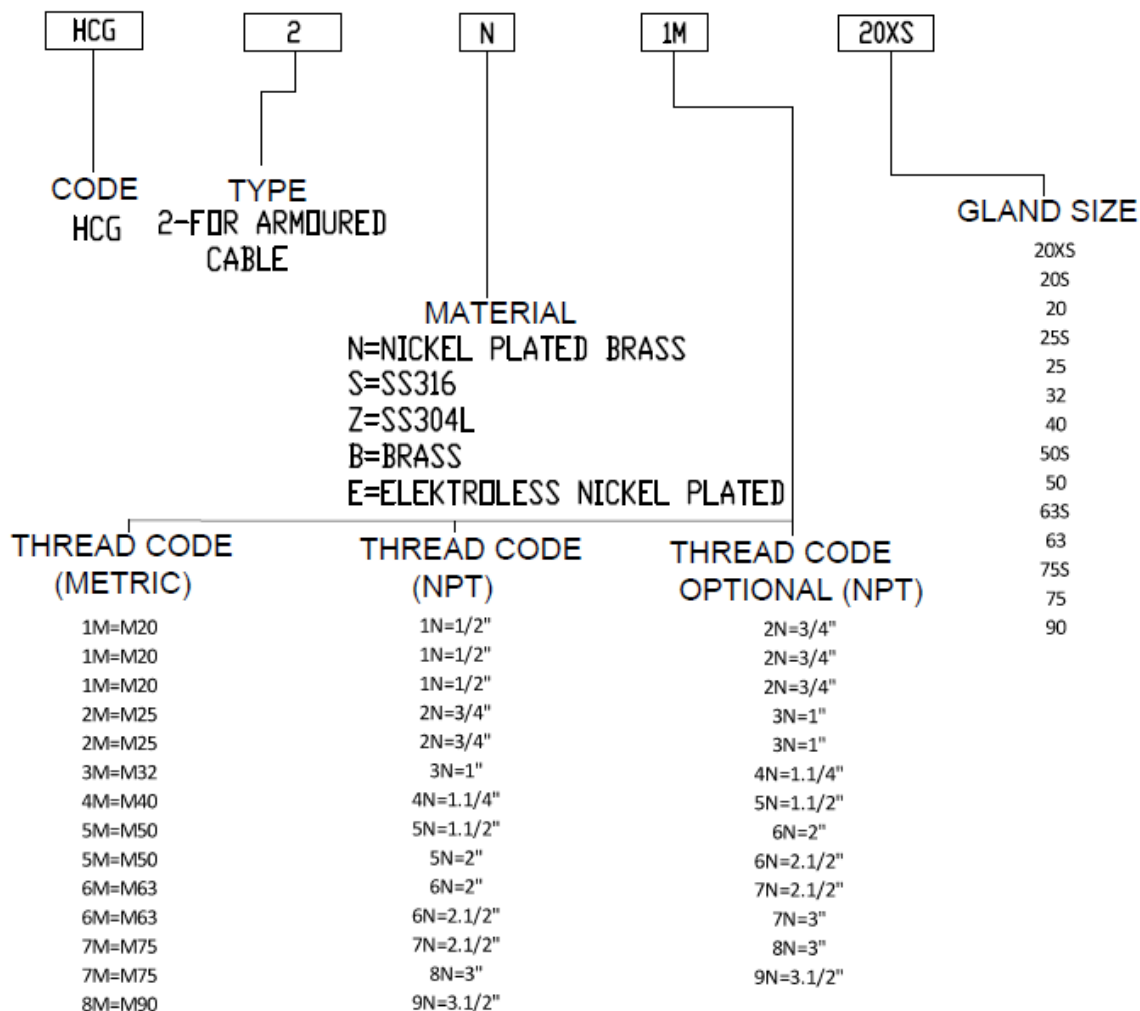 HCG
2
N
1M
20XS
CODE
HCG
TYPE
2-FOR ARMOURED
CABLE
MATERIAL
N=NICKEL PLATED BRASS
S=SS316
Z=SS304L
B=BRASS
E=ELEKTROLESS NICKEL PLATED
GLAND SIZE
20XS
20S
20
25S
25
32
40
50S
50
63S
63
75S
75
90
THREAD CODE
(METRIC)
1M=M20
1M=M20
1M=M20
2M=M25
2M=M25
3M=M32
4M=M40
5M=M50
5M=M50
6M=M63
6M=M63
7M=M75
7M=M75
8M=M90
THREAD CODE
(NPT)
1N=1/2"
1N=1/2"
1N=1/2"
2N=3/4"
2N=3/4"
3N=1"
4N=1.1/4"
5N=1.1/2"
5N=2"
6N=2"
6N=2.1/2"
7N=2.1/2"
8N=3"
9N=3.1/2"
THREAD CODE
OPTIONAL (NPT)
2N=3/4"
2N=3/4"
2N=3/4"
3N=1"
3N=1"
4N=1.1/4"
5N=1.1/2"
6N=2"
6N=2.1/2"
7N=2.1/2"
7N=3"
8N=3"
9N=3.1/2"